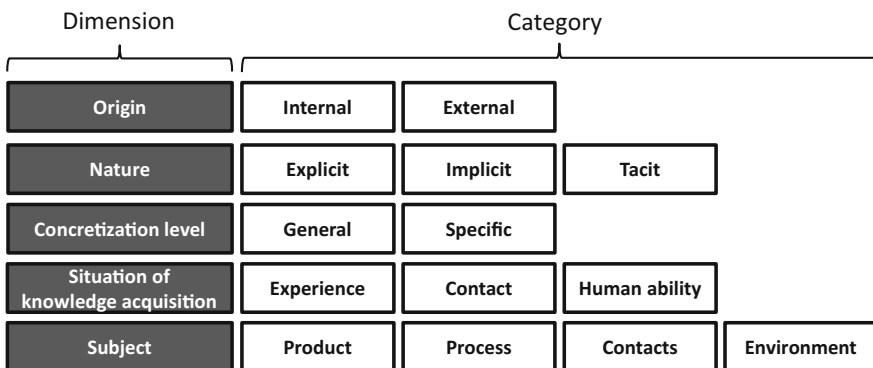 Dimension Category
Origin Internal External
Nature Explicit Implicit Tacit
Concretization level General Specific
Situation of
knowledge acquisition Experience Contact Human ability
Subject Product Process Contacts Environment